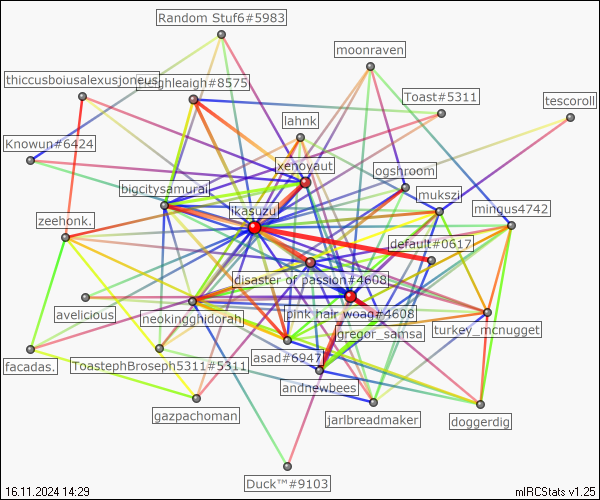 Random Stuf6#5983
moonraven
thiccusboiusalexusjoneus
leighleigh#8575
Toast#5311
tescoroll
lahnk
Knowun#6424
xenoyaut
ogshroom
bigcitysamurai
mukszi
ikasuzu
mingus4742
zeehonk.
default#0617
disaster of passion#4608
avelicious
neokingghidorah
pink hair woag#4608
turkey_mcnugget
gregor_samsa
facadas.
ToastephBroseph5311#5311
asad#6947
andnewbees
gazpachoman
jarlbreadmaker
doggerdig
Duck™#9103
16.11.2024 14:29
mIRCStats v1.25